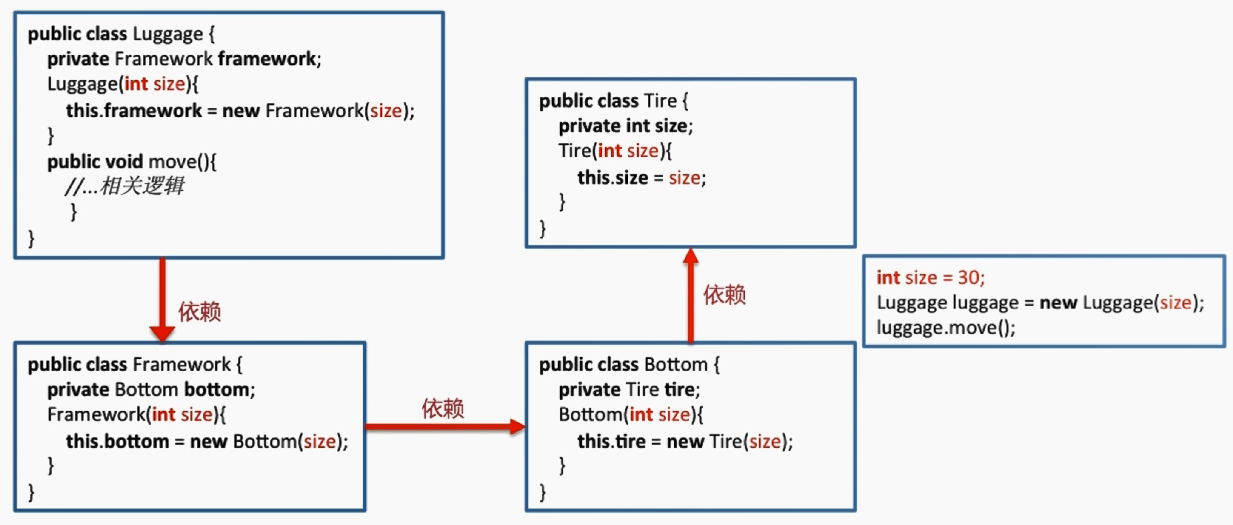 public class Luggage {
private Framework framework;
Luggage(int size){
this.framework = new Framework(size);
}
public void move(){
//...相关逻辑
}
}
依赖
public class Framework {
private Bottom bottom;
Framework(int size){
this.bottom = new Bottom(size);
}
}
依赖
public class Bottom {
private Tire tire;
Bottom(int size){
this.tire = new Tire(size);
}
}
依赖
public class Tire {
private int size;
Tire(int size){
this.size = size;
}
}
int size = 30;
Luggage luggage = new Luggage(size);
luggage.move();